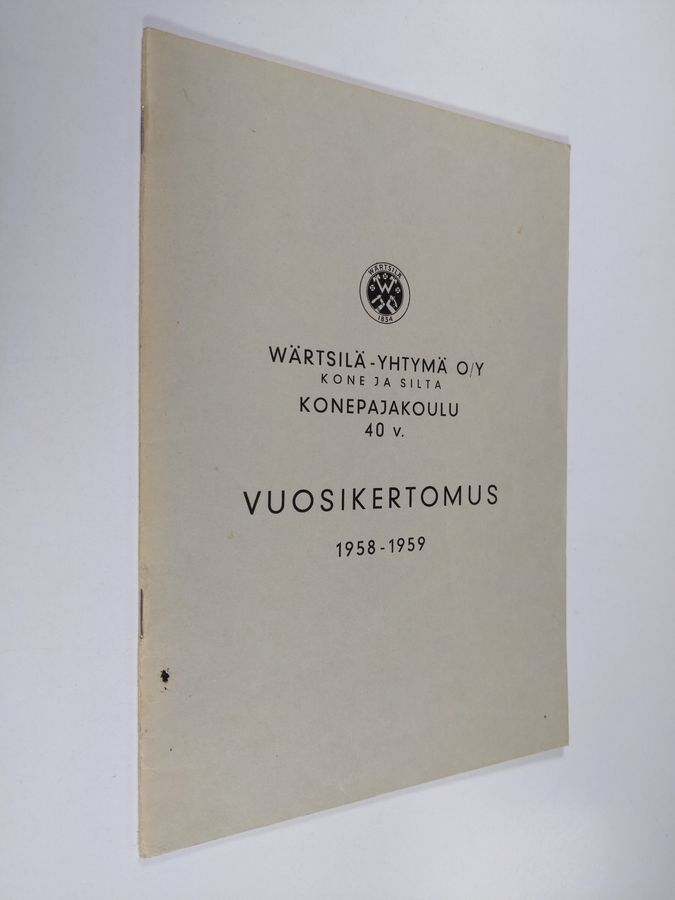 WÄRTSILÄ
W
1834
WÄRTSILÄ-YHTYMÄ O/Y
KONE JA SILTA
KONEPAJAKOULU
40 v.
VUOSIKERTOMUS
1958-1959